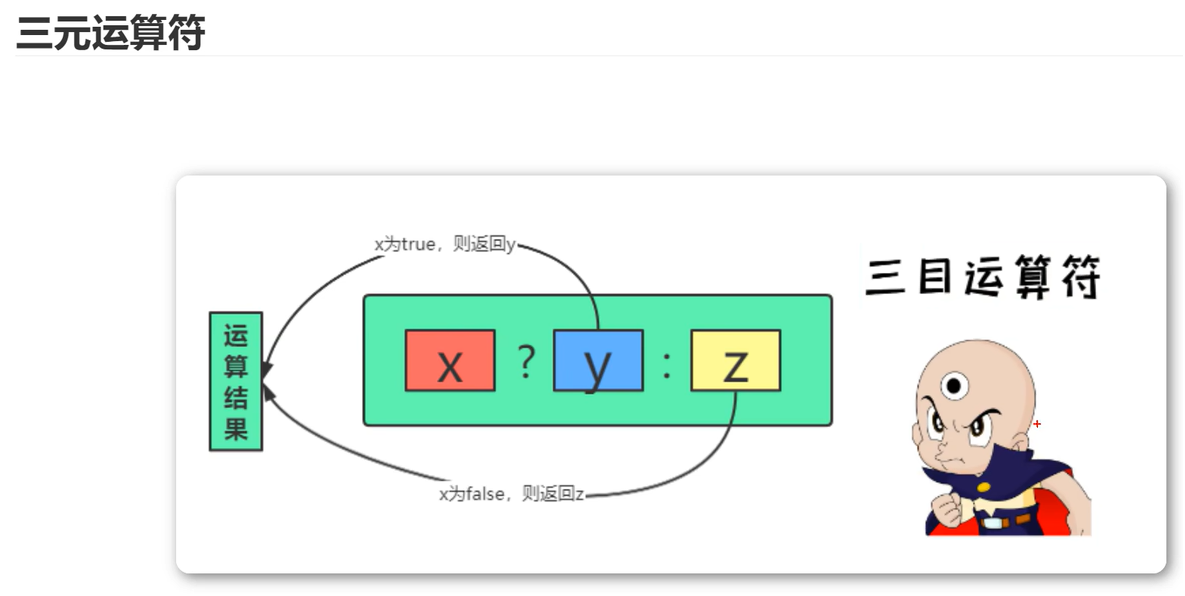 三元运算符
x为true，则返回y
三目运算符
运算结果
x ? y : z
x为false，则返回z